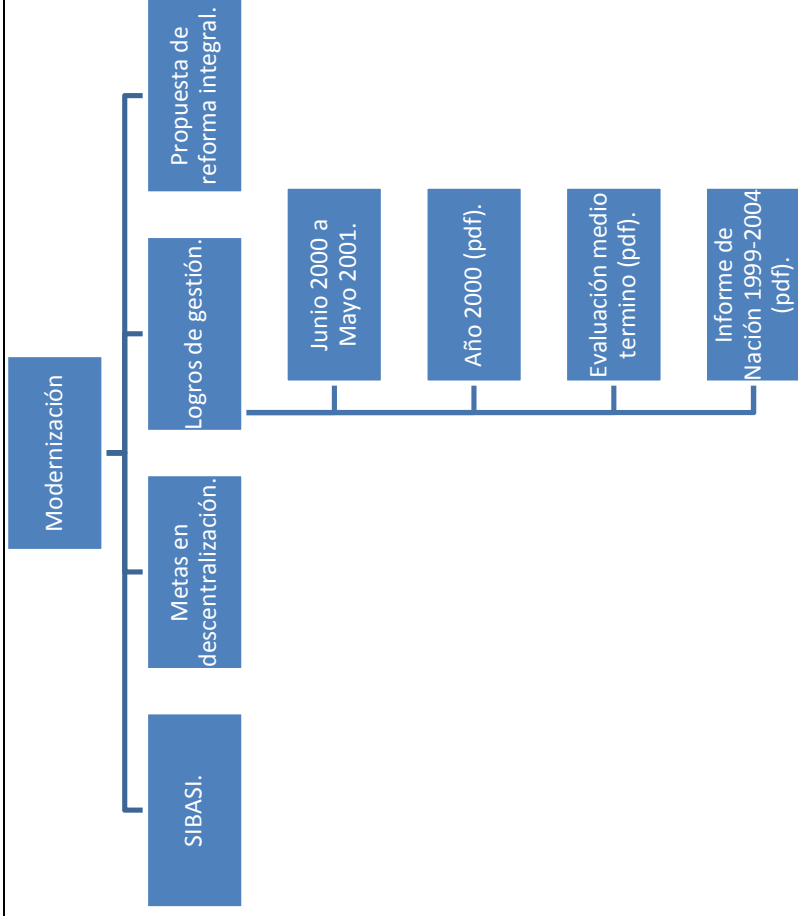 Modernización
SIBASI.
Metas en
descentralización.
Logros de gestión.
Junio 2000 a
Mayo 2001.
Año 2000 (pdf).
Evaluación medio
termino (pdf).
Informe de
Nación 1999-2004
(pdf).
Propuesta de
reforma integral.